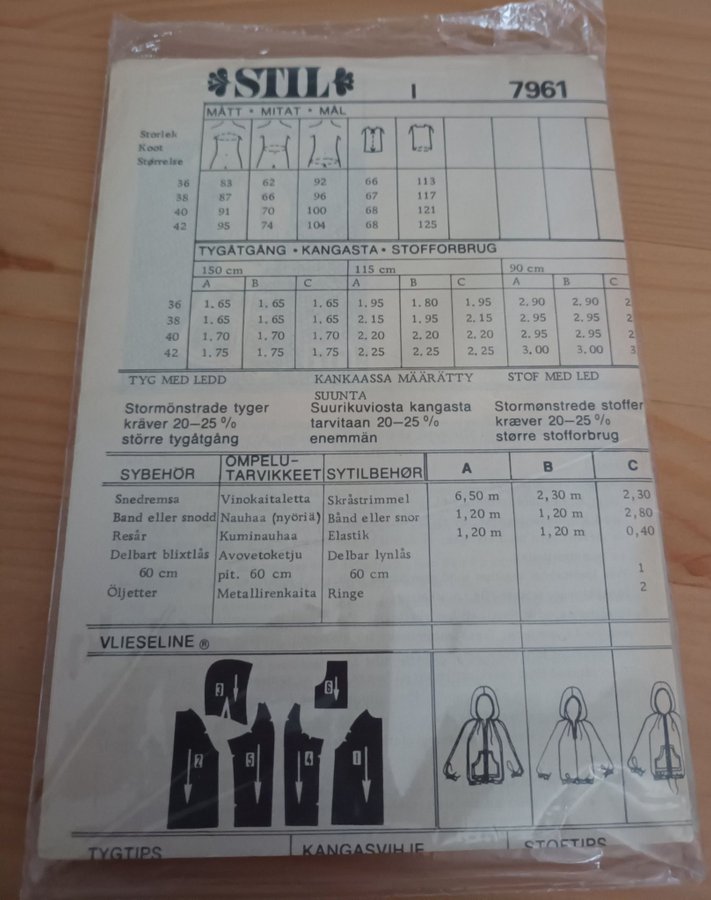 STIL I 7961
MÅTT • MITAT • MÅL
Storlek
Koot
Størrelse
36 83 62 92 66 113
38 87 66 96 67 117
40 91 70 100 68 121
42 95 74 104 68 125
TYGÅTGÅNG • KANGASTA • STOFFORBRUG
150 cm 115 cm 90 cm
A B C A B C A B C
36 1.65 1.65 1.65 1.95 1.80 1.95 2.90 2.90 2
38 1.65 1.65 1.65 2.15 1.95 2.15 2.95 2.95 2
40 1.70 1.70 1.70 2.20 2.20 2.20 2.95 2.95 2
42 1.75 1.75 1.75 2.25 2.25 2.25 3.00 3.00 3
TYG MED LEDD KANKAASSA MÄÄRÄTTY STOF MED LED
SUUNTA
Stormönstrade tyger Suurikuviosta kangasta Stormønstrede stoffer
kräver 20–25 % tarvitaan 20–25 % kræver 20–25 %
större tygåtgång enemmän større stofforbrug
SYBEHÖR OMPELU- TARVIKKEET SYTILBEHØR A B C
Snedremsa Vinokaitaletta Skråstrimmel 6,50 m 2,30 m 2,30
Band eller snodd Nauhaa (nyöriä) Bånd eller snor 1,20 m 1,20 m 2,80
Resår Kuminauhaa Elastik 1,20 m 1,20 m 0,40
Delbart blixtlås Avovetoketju Delbar lynlås
60 cm pit. 60 cm 60 cm 1
Öljetter Metallirenkaita Ringe 2
VLIESELINE ®
3 6
2 5 4 1
TYGTIPS KANGASVIHJE STOFTIPS